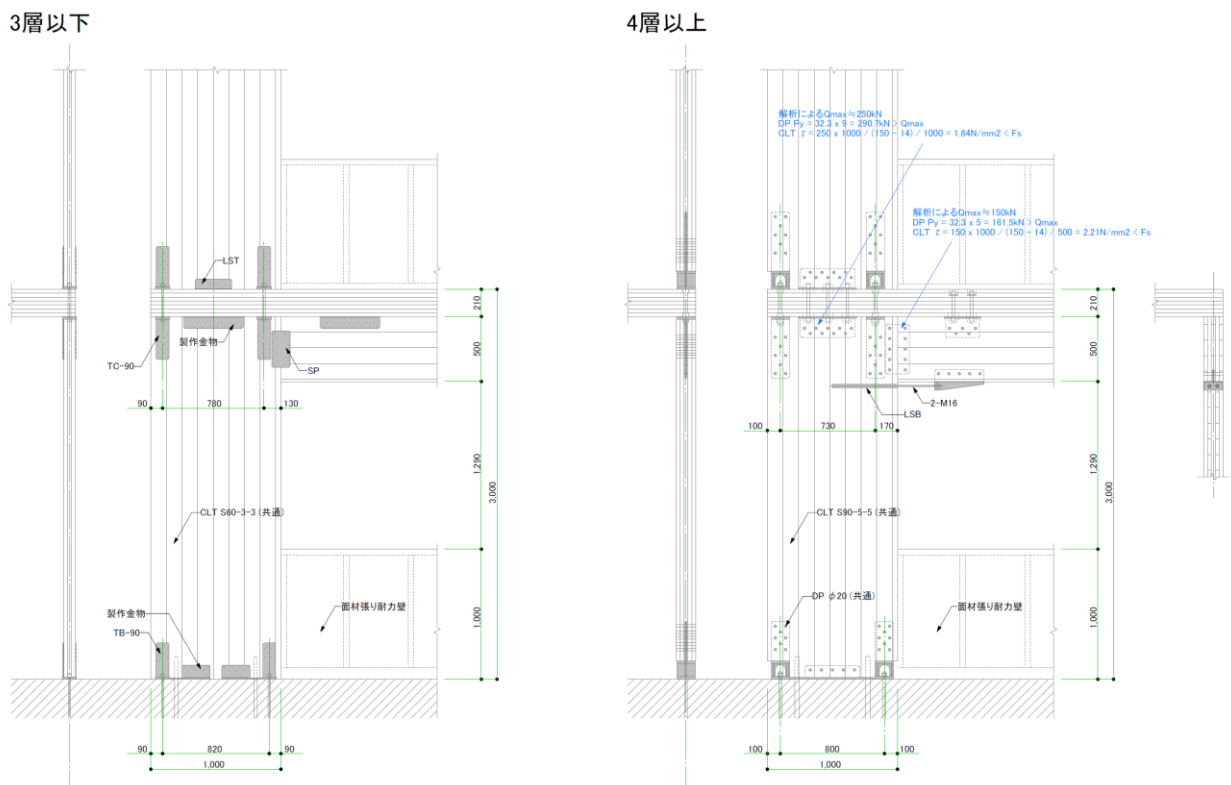 3層以下
LST
製作金物
TC-90
SP
90
780
130
210
500
1,290
1,000
3,000
CLT S60-3-3 (共通)
製作金物
TB-90
面材張り耐力壁
90
820
90
1,000
4層以上
解析によるQmax≒250kN
DP Py = 32.3 x 9 = 290.7kN > Qmax
CLT τ = 250 x 1000 / (150 - 14) / 1000 = 1.84N/mm2 < Fs
解析によるQmax≒150kN
DP Py = 32.3 x 5 = 161.5kN > Qmax
CLT τ = 150 x 1000 / (150 - 14) / 500 = 2.21N/mm2 < Fs
2-M16
LSB
100
730
170
210
500
1,290
1,000
3,000
CLT S90-5-5 (共通)
DP φ20 (共通)
面材張り耐力壁
100
800
100
1,000